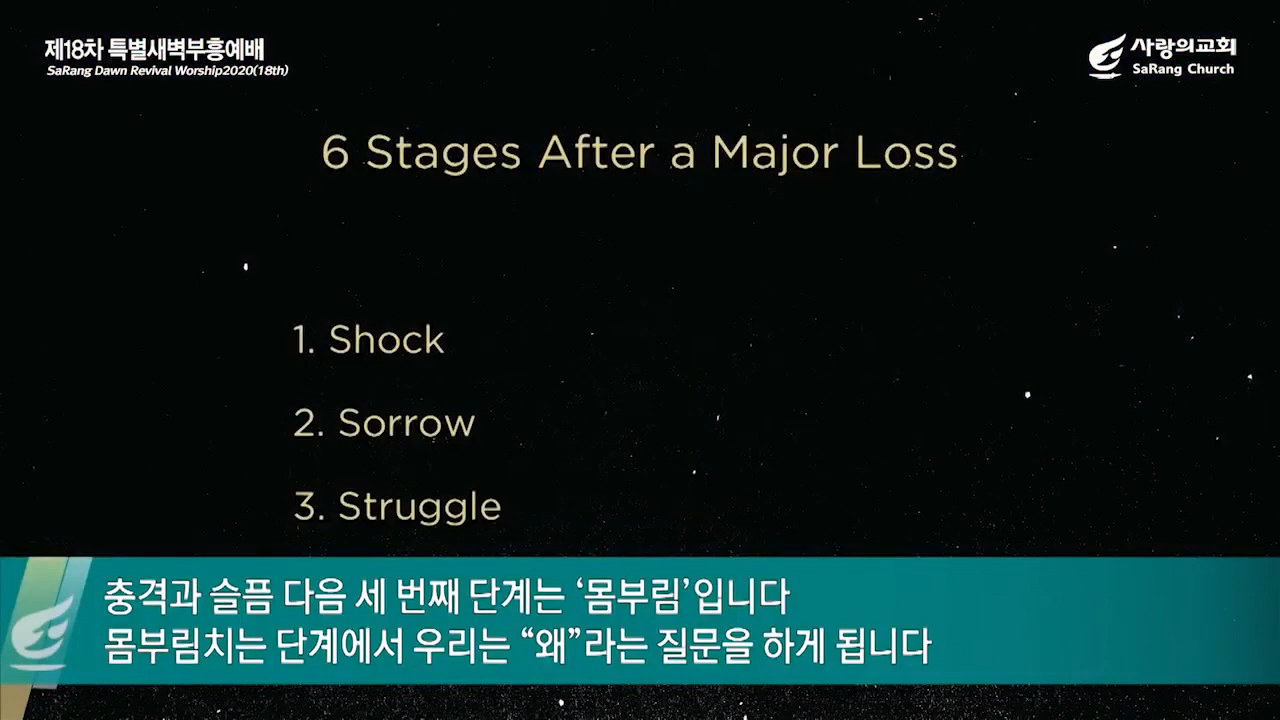 제18차 특별새벽부흥예배
SaRang Dawn Revival Worship2020(18th)
사랑의교회
SaRang Church
6 Stages After a Major Loss
1. Shock
2. Sorrow
3. Struggle
충격과 슬픔 다음 세 번째 단계는 ‘몸부림’입니다
몸부림치는 단계에서 우리는 “왜”라는 질문을 하게 됩니다